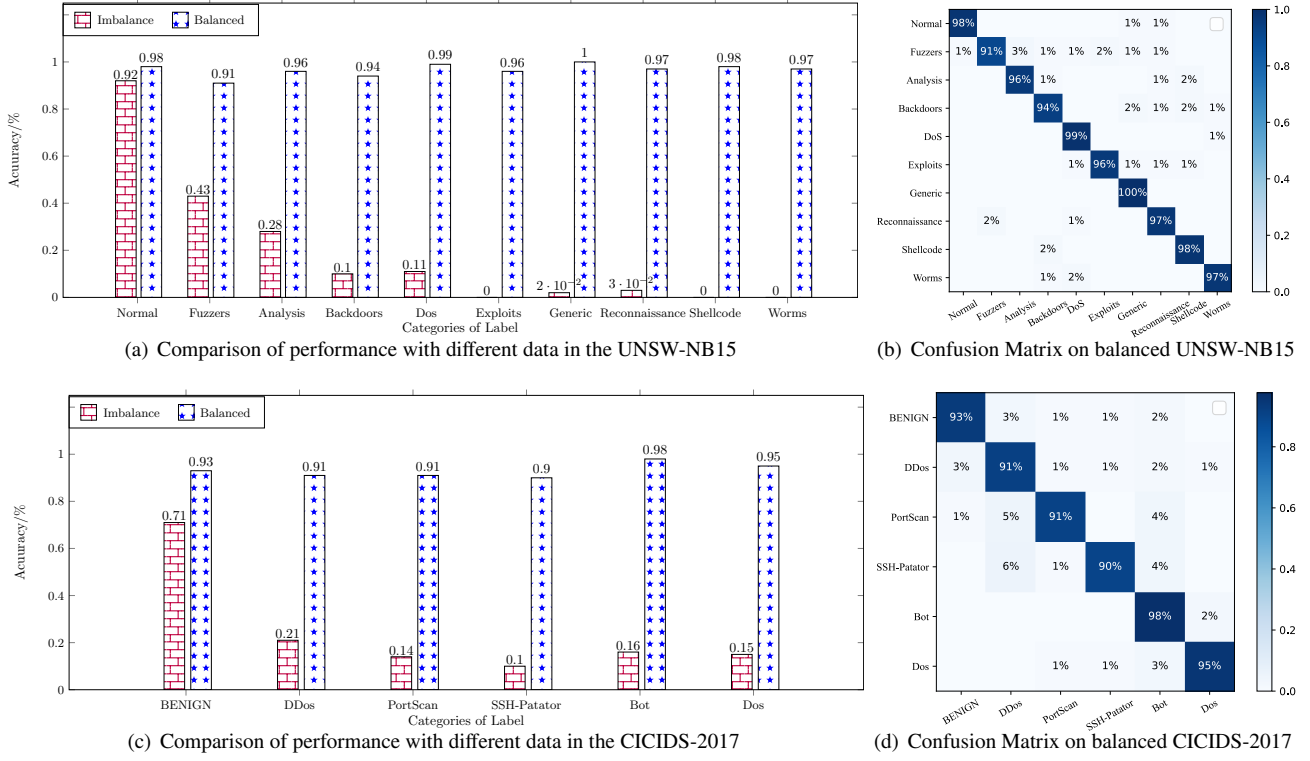 Imbalance Balanced
0.92 0.98 0.43 0.91 0.28 0.96 0.1 0.94 0.11 0.99 0 0.96 2 · 10−2 1 3 · 10−2 0.97 0 0.98 0 0.97
1
0.8
0.6
0.4
0.2
0
Acuuracy/%
Normal Fuzzers Analysis Backdoors Dos Exploits Generic Reconnaissance Shellcode Worms
Categories of Label
(a) Comparison of performance with different data in the UNSW-NB15
Normal 98% 1% 1%
Fuzzers 1% 91% 3% 1% 1% 2% 1% 1%
Analysis 96% 1% 1% 2%
Backdoors 94% 2% 1% 2% 1%
DoS 99% 1%
Exploits 1% 96% 1% 1% 1%
Generic 100%
Reconnaissance 2% 1% 97%
Shellcode 2% 98%
Worms 1% 2% 97%
Normal Fuzzers Analysis Backdoors DoS Exploits Generic Reconnaissance Shellcode Worms
1.0
0.8
0.6
0.4
0.2
0.0
(b) Confusion Matrix on balanced UNSW-NB15
Imbalance Balanced
0.71 0.93 0.21 0.91 0.14 0.91 0.1 0.9 0.16 0.98 0.15 0.95
1
0.8
0.6
0.4
0.2
0
Acuuracy/%
BENIGN DDos PortScan SSH-Patator Bot Dos
Categories of Label
(c) Comparison of performance with different data in the CICIDS-2017
BENIGN 93% 3% 1% 1% 2%
DDos 3% 91% 1% 1% 2% 1%
PortScan 1% 5% 91% 4%
SSH-Patator 6% 1% 90% 4%
Bot 98% 2%
Dos 1% 1% 3% 95%
BENIGN DDos PortScan SSH-Patator Bot Dos
0.8
0.6
0.4
0.2
0.0
(d) Confusion Matrix on balanced CICIDS-2017